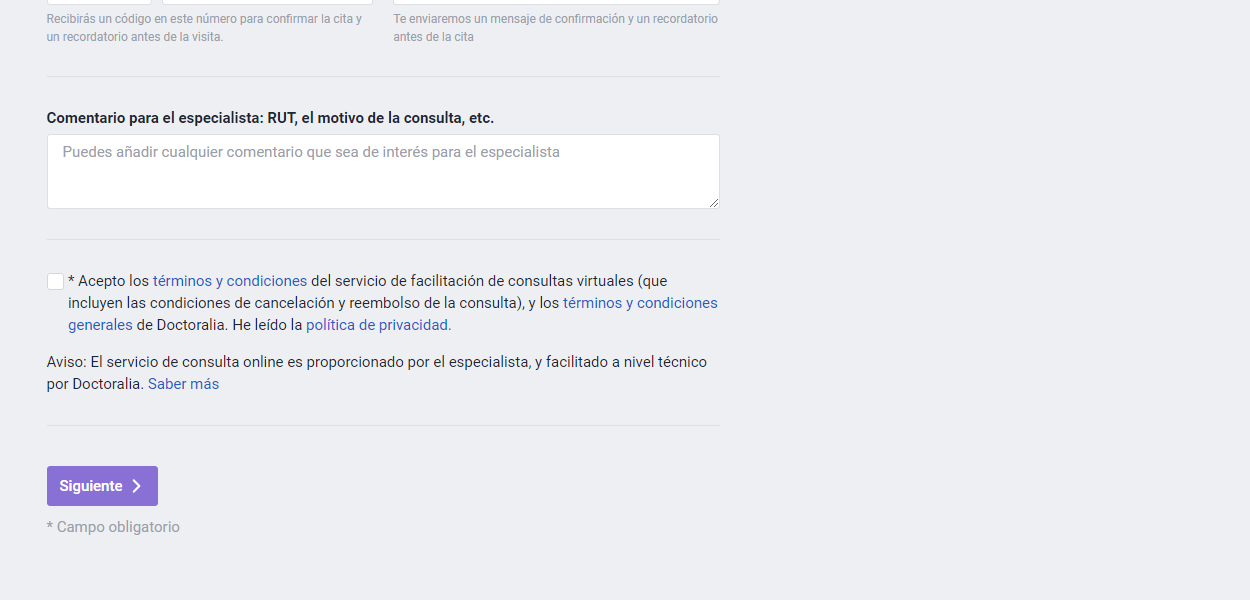 Recibirás un código en este número para confirmar la cita y
un recordatorio antes de la visita.
Te enviaremos un mensaje de confirmación y un recordatorio
antes de la cita
Comentario para el especialista: RUT, el motivo de la consulta, etc.
Puedes añadir cualquier comentario que sea de interés para el especialista
* Acepto los términos y condiciones del servicio de facilitación de consultas virtuales (que
incluyen las condiciones de cancelación y reembolso de la consulta), y los términos y condiciones
generales de Doctoralia. He leído la política de privacidad.
Aviso: El servicio de consulta online es proporcionado por el especialista, y facilitado a nivel técnico
por Doctoralia. Saber más
Siguiente
* Campo obligatorio